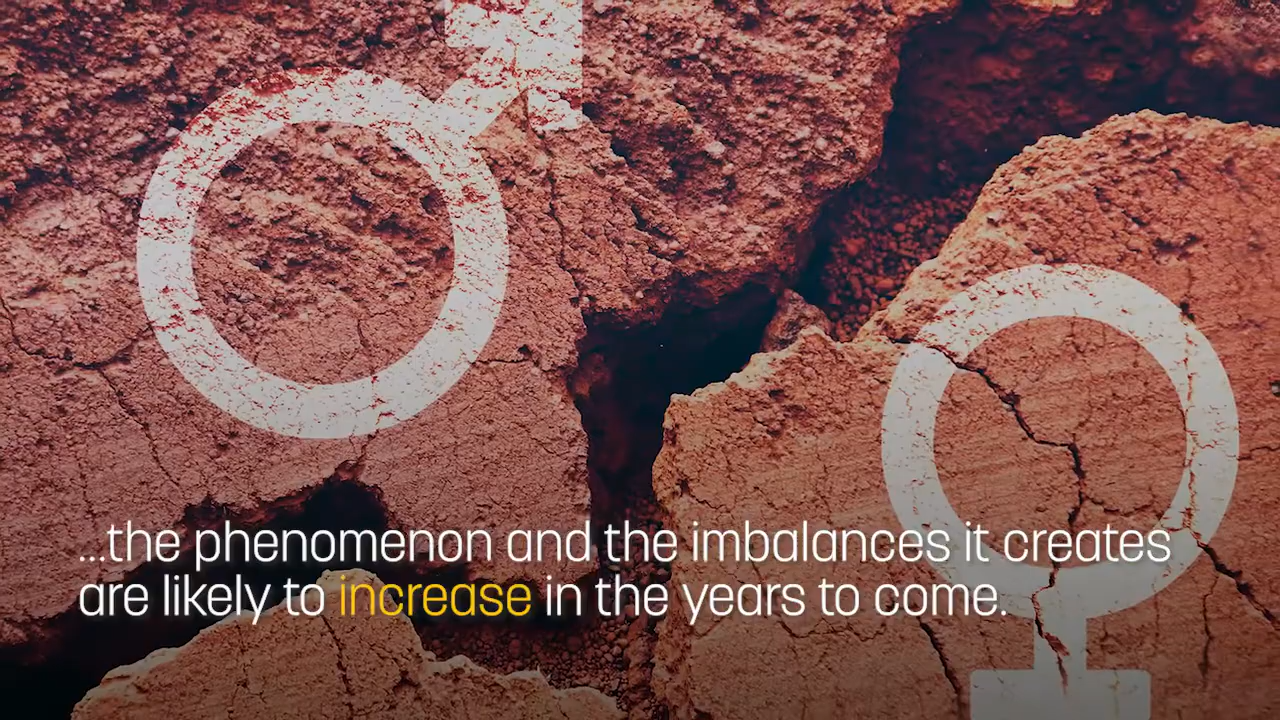 ...the phenomenon and the imbalances it creates
are likely to increase in the years to come.